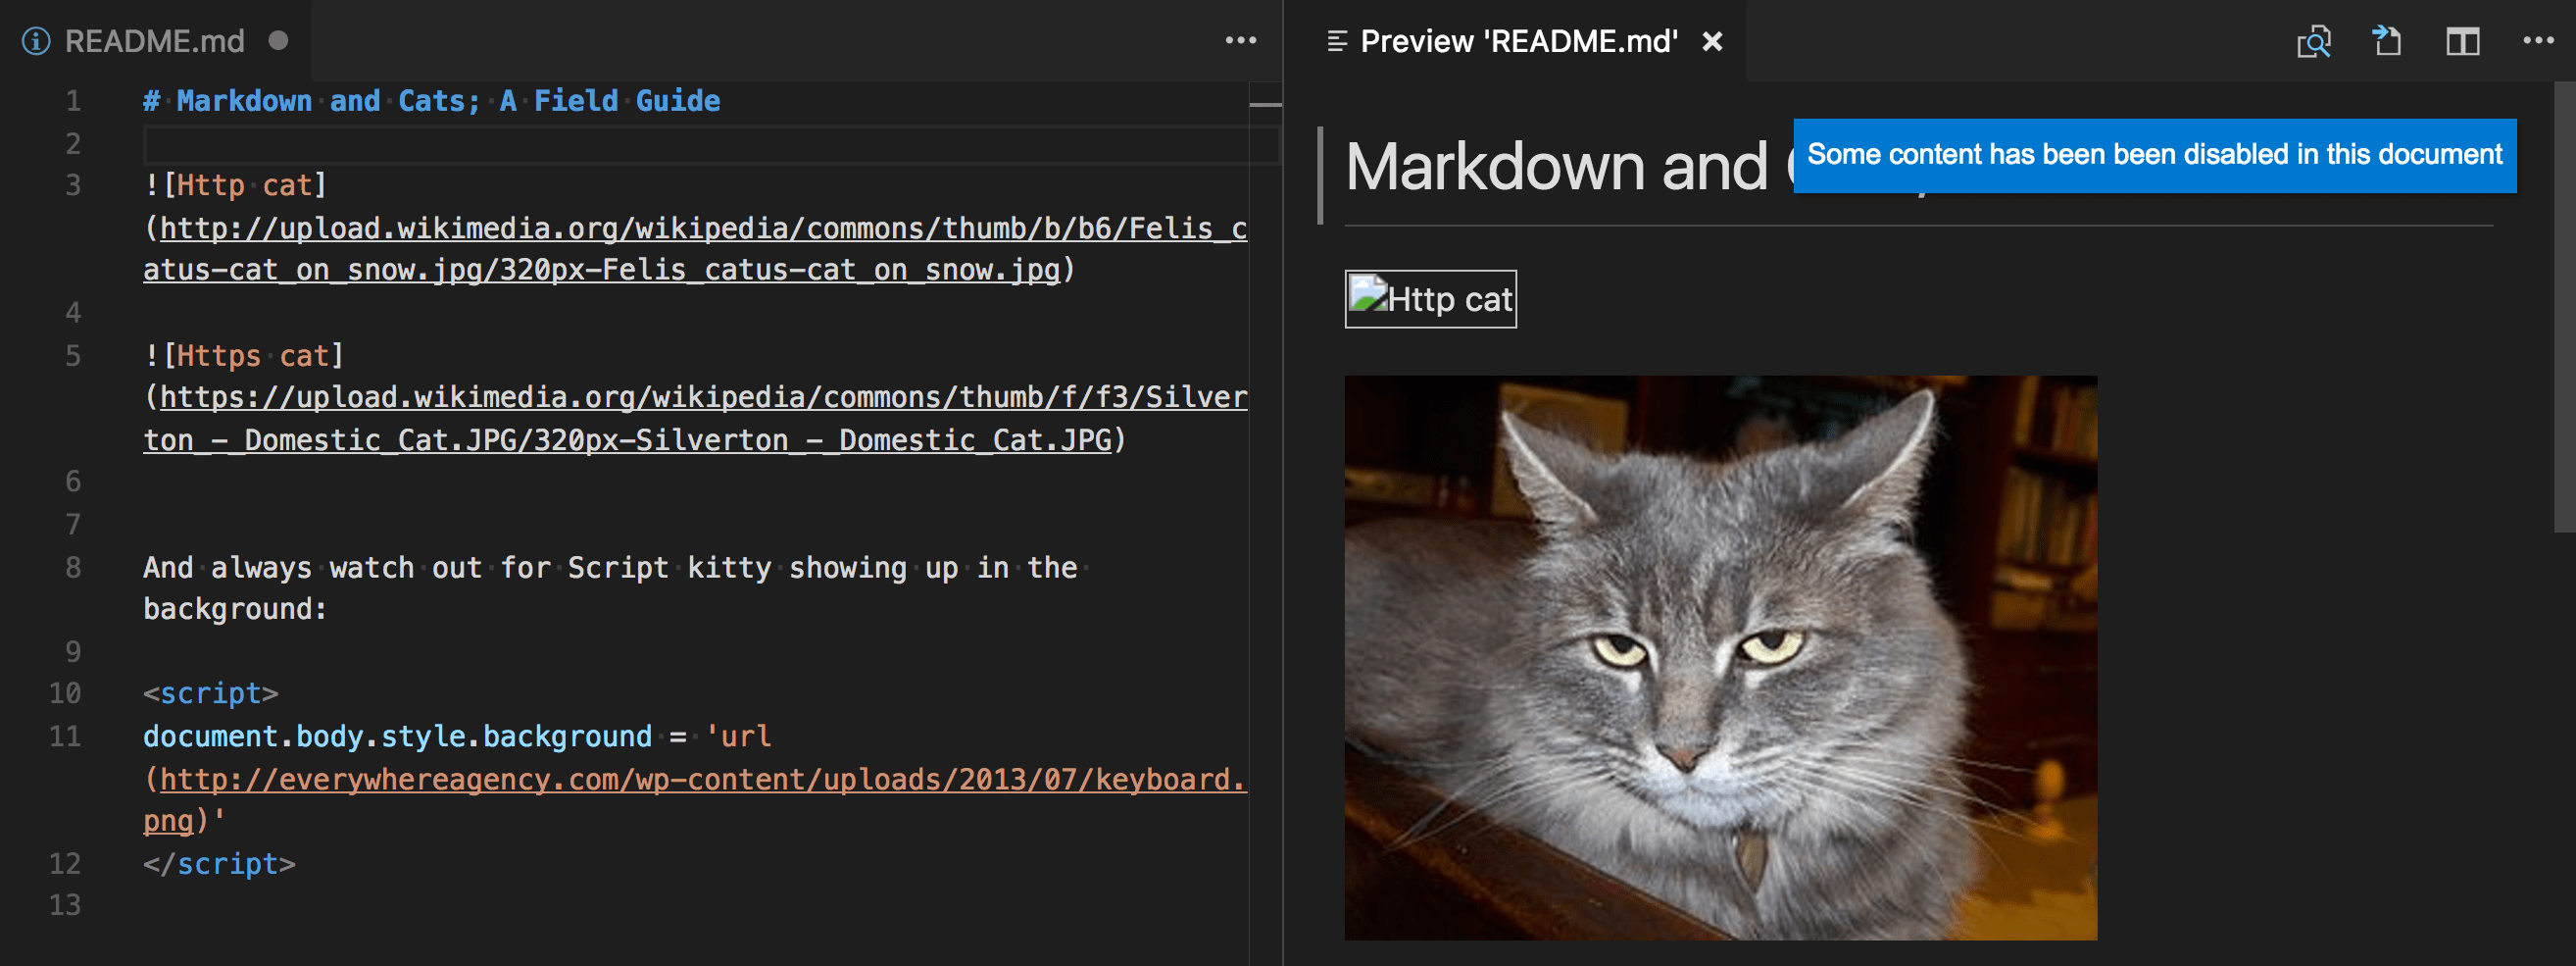 README.md
1 # Markdown and Cats; A Field Guide
2
3 ![Http cat]
(http://upload.wikimedia.org/wikipedia/commons/thumb/b/b6/Felis_c
atus-cat_on_snow.jpg/320px-Felis_catus-cat_on_snow.jpg)
4
5 ![Https cat]
(https://upload.wikimedia.org/wikipedia/commons/thumb/f/f3/Silver
ton_-_Domestic_Cat.JPG/320px-Silverton_-_Domestic_Cat.JPG)
6
7
8 And always watch out for Script kitty showing up in the
background:
9
10 <script>
11 document.body.style.background = 'url
(http://everywhereagency.com/wp-content/uploads/2013/07/keyboard.
png)'
12 </script>
13
Preview 'README.md'
Markdown and
Some content has been been disabled in this document
Http cat